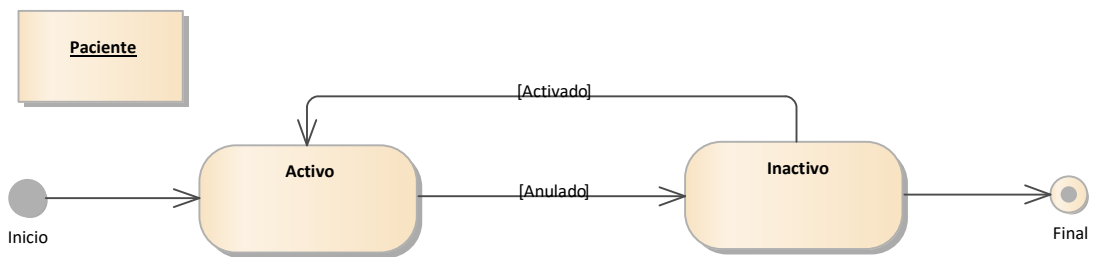 Paciente
[Activado]
Activo
Inactivo
[Anulado]
Inicio
Final